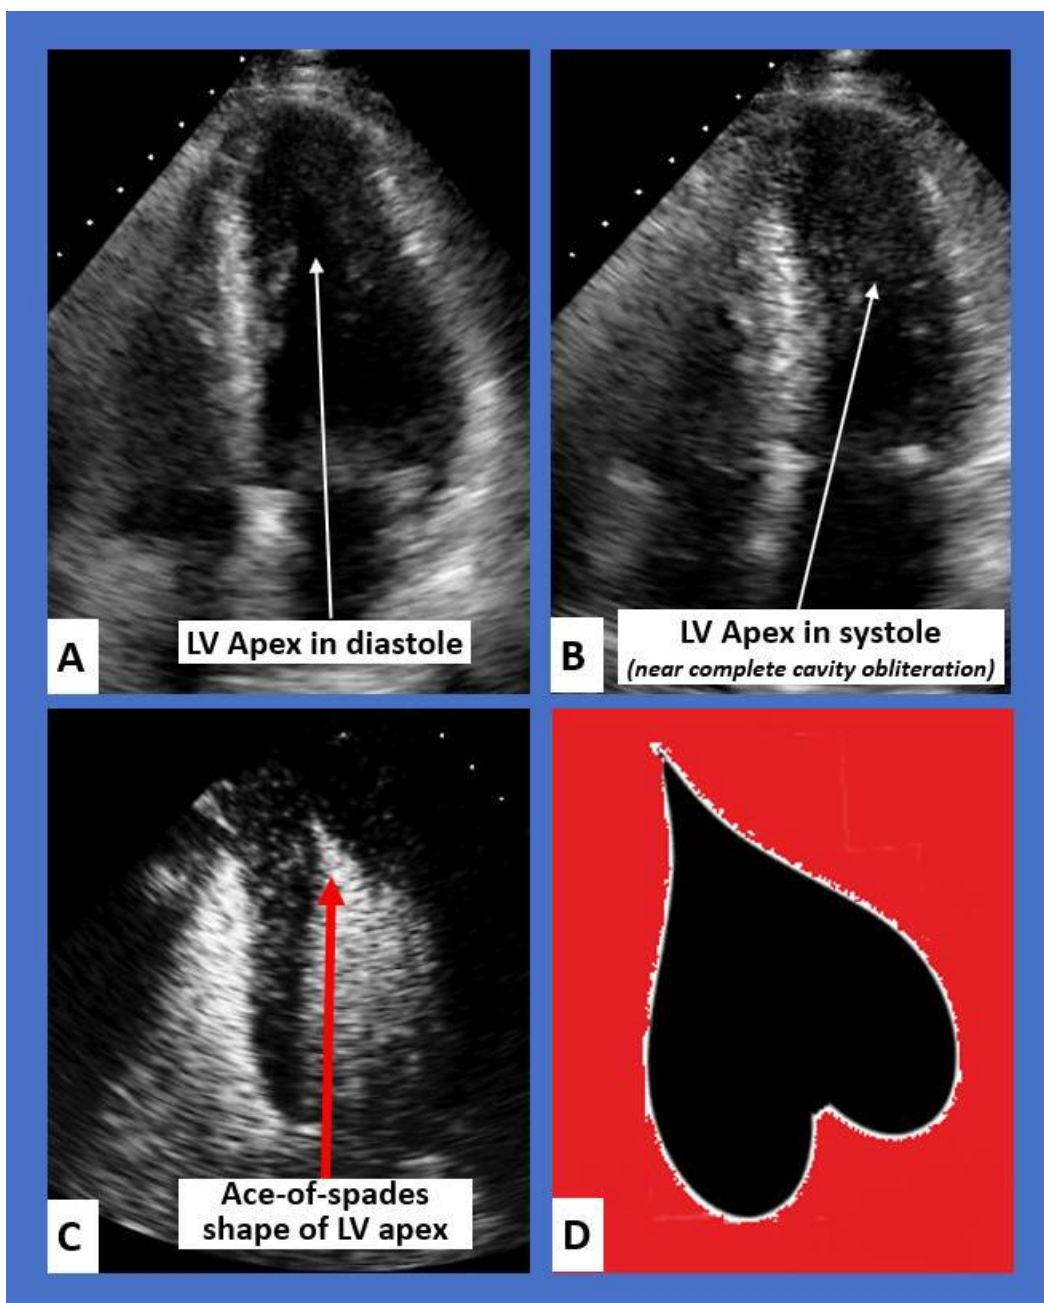 LV Apex in diastole
A
LV Apex in systole
(near complete cavity obliteration)
B
Ace-of-spades
shape of LV apex
C
D